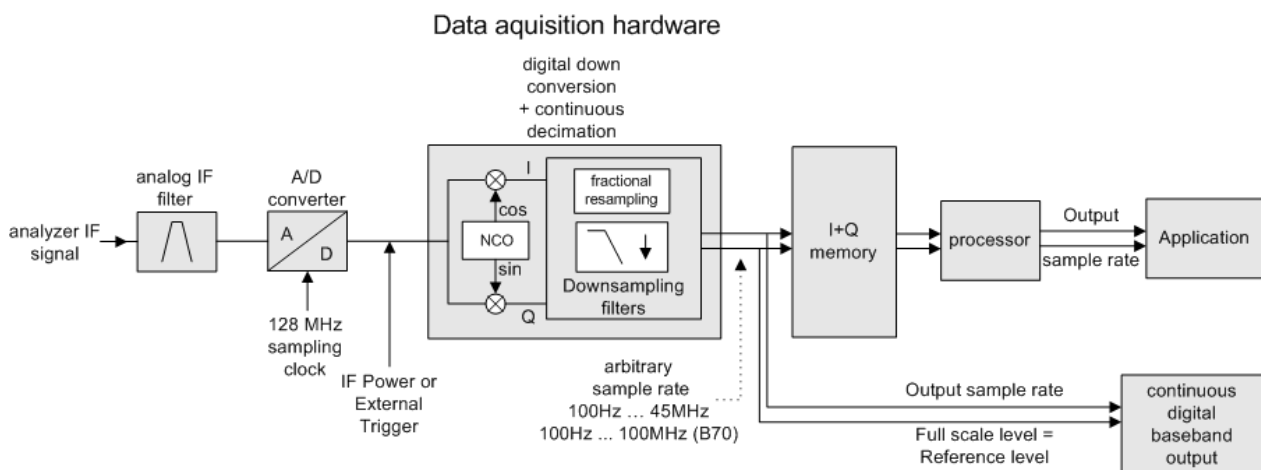 Data aquisition hardware
digital down
conversion
+ continuous
decimation
analog IF
filter
A/D
converter
analyzer IF
signal
A
D
128 MHz
sampling
clock
IF Power or
External
Trigger
I
cos
NCO
sin
Q
fractional
resampling
Downsampling
filters
arbitrary
sample rate
100Hz ... 45MHz
100Hz ... 100MHz (B70)
I+Q
memory
processor
Output
sample rate
Application
Output sample rate
Full scale level =
Reference level
continuous
digital
baseband
output